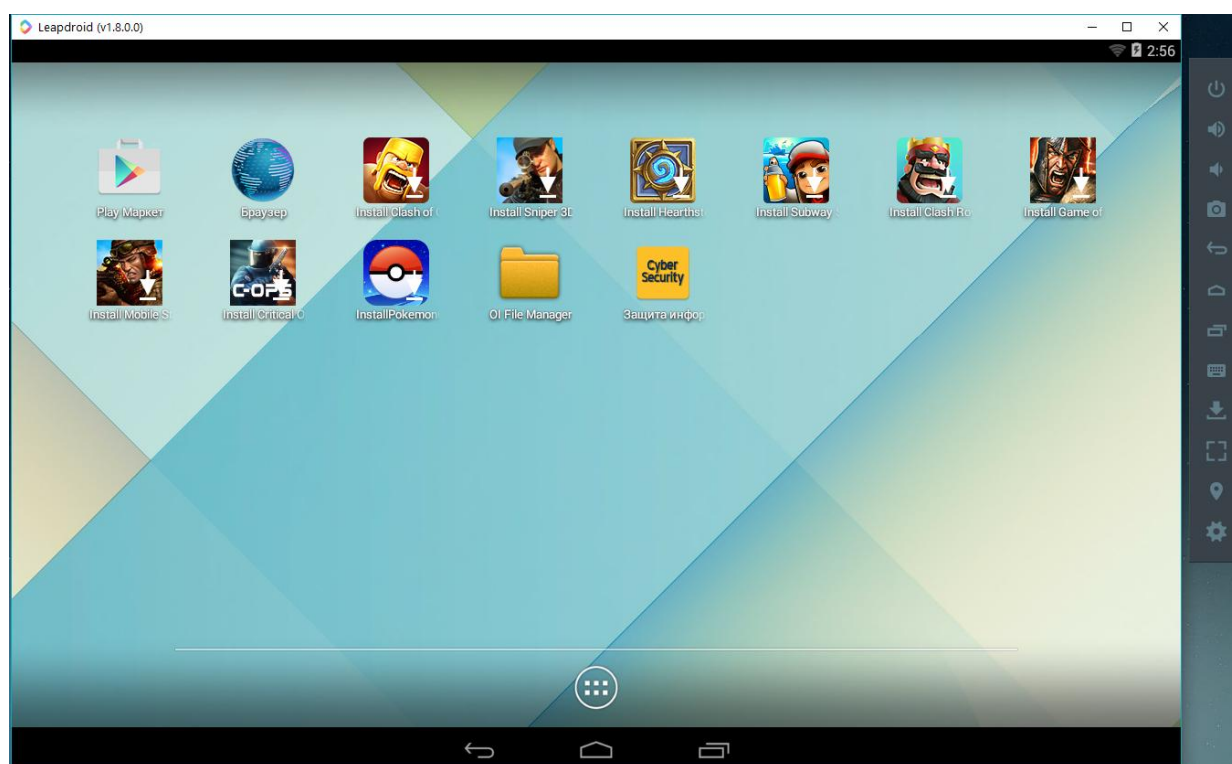 Leapdroid (v1.8.0.0)
2:56
Play Маркет
Браузер
Install Clash of
Install Sniper 3D
Install Hearthst
Install Subway
Install Clash Ro
Install Game of
C-OPS
Cyber
Security
Install Mobile S
Install Critical O
InstallPokemon
OI File Manager
Защита инфор